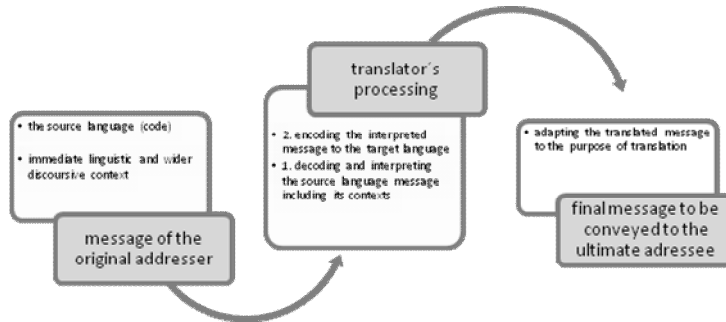 • the source language (code)
• immediate linguistic and wider
discoursive context
message of the
original addresser
translator´s
processing
• 2. encoding the interpreted
message to the target language
• 1. decoding and interpreting
the source language message
including its contexts
• adapting the translated message
to the purpose of translation
final message to be
conveyed to the
ultimate adressee